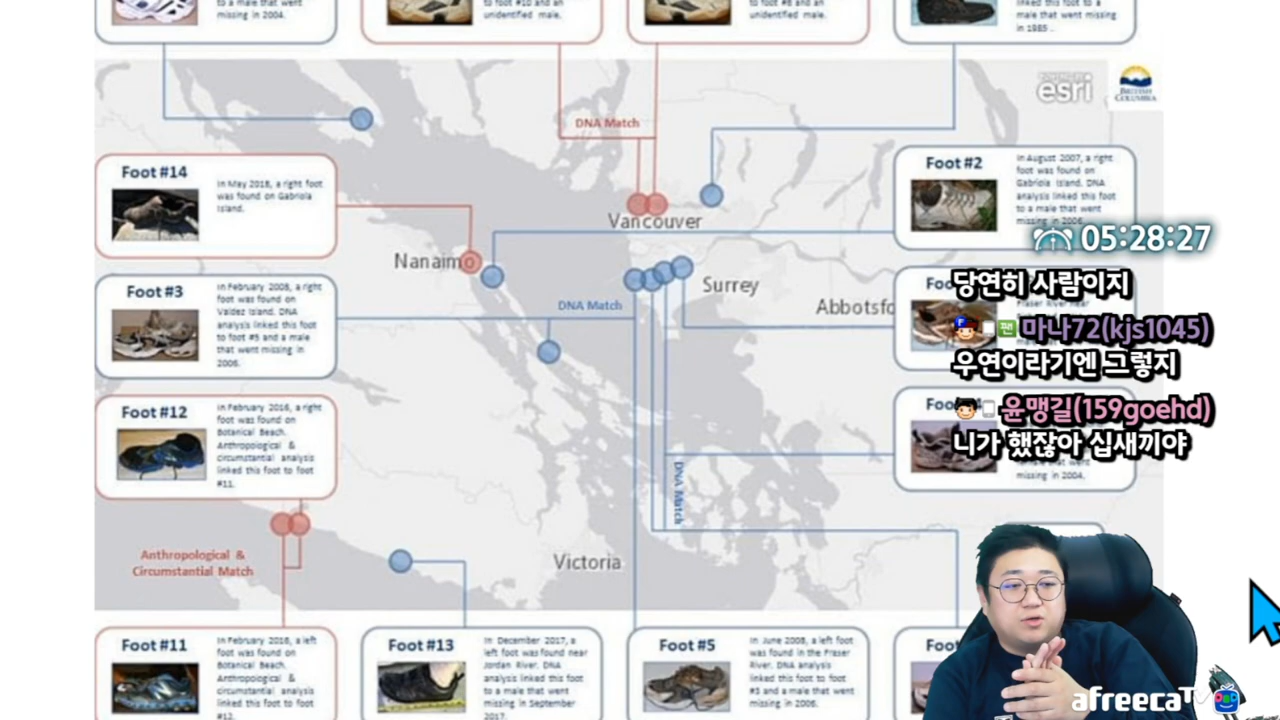 to a male that went
missing in 2004.
to foot #10 and an
unidentified male.
to foot #8 and an
unidentified male.
linked this foot to a
male that went missing
in 1985.
esri
BRITISH
COLUMBIA
DNA Match
Foot #14
In May 2018, a right foot
was found on Gabriola
Island.
Foot #2
In August 2007, a right
foot was found on
Gabriola Island. DNA
analysis linked this foot
to a male that went
missing in 2006.
Vancouver
05:28:27
Nanaimo
Surrey
Abbotsfo
당연히 사람이지
Foot #3
In February 2008, a right
foot was found on
Valdez Island. DNA
analysis linked this foot
to foot #5 and a male
that went missing in
2006.
DNA Match
Fraser River near
마나72(kjs1045)
우연이라기엔 그렇지
Foot #12
In February 2016, a right
foot was found on
Botanical Beach.
Anthropological &
circumstantial analysis
linked this foot to foot
#11.
윤맹길(159goehd)
니가 했잖아 십새끼야
missing in 2004.
DNA Match
Anthropological &
Circumstantial Match
Victoria
Foot #11
In February 2016, a left
foot was found on
Botanical Beach.
Anthropological &
circumstantial analysis
linked this foot to foot
#12.
Foot #13
In December 2017, a
left foot was found near
Jordan River. DNA
analysis linked this foot
to a male that went
missing in September
2017.
Foot #5
In June 2008, a left foot
was found in the Fraser
River. DNA analysis
linked this foot to foot
#3 and a male that went
missing in 2006.
Foo
afreecaTV